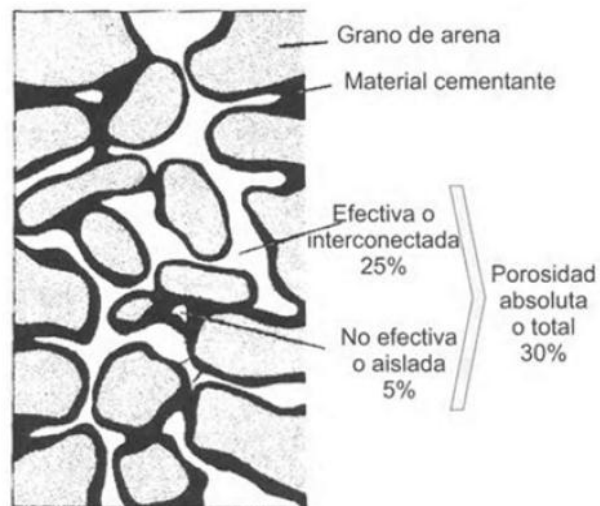 Grano de arena
Material cementante
Efectiva o
interconectada
25%
No efectiva
o aislada
5%
Porosidad
absoluta
o total
30%